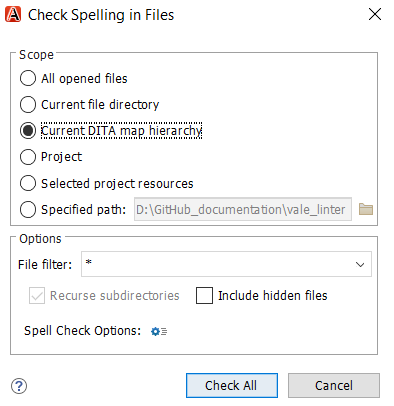 Check Spelling in Files
Scope
All opened files
Current file directory
Current DITA map hierarchy
Project
Selected project resources
Specified path: D:\GitHub_documentation\vale_linter
Options
File filter: *
Recurse subdirectories Include hidden files
Spell Check Options:
? Check All Cancel